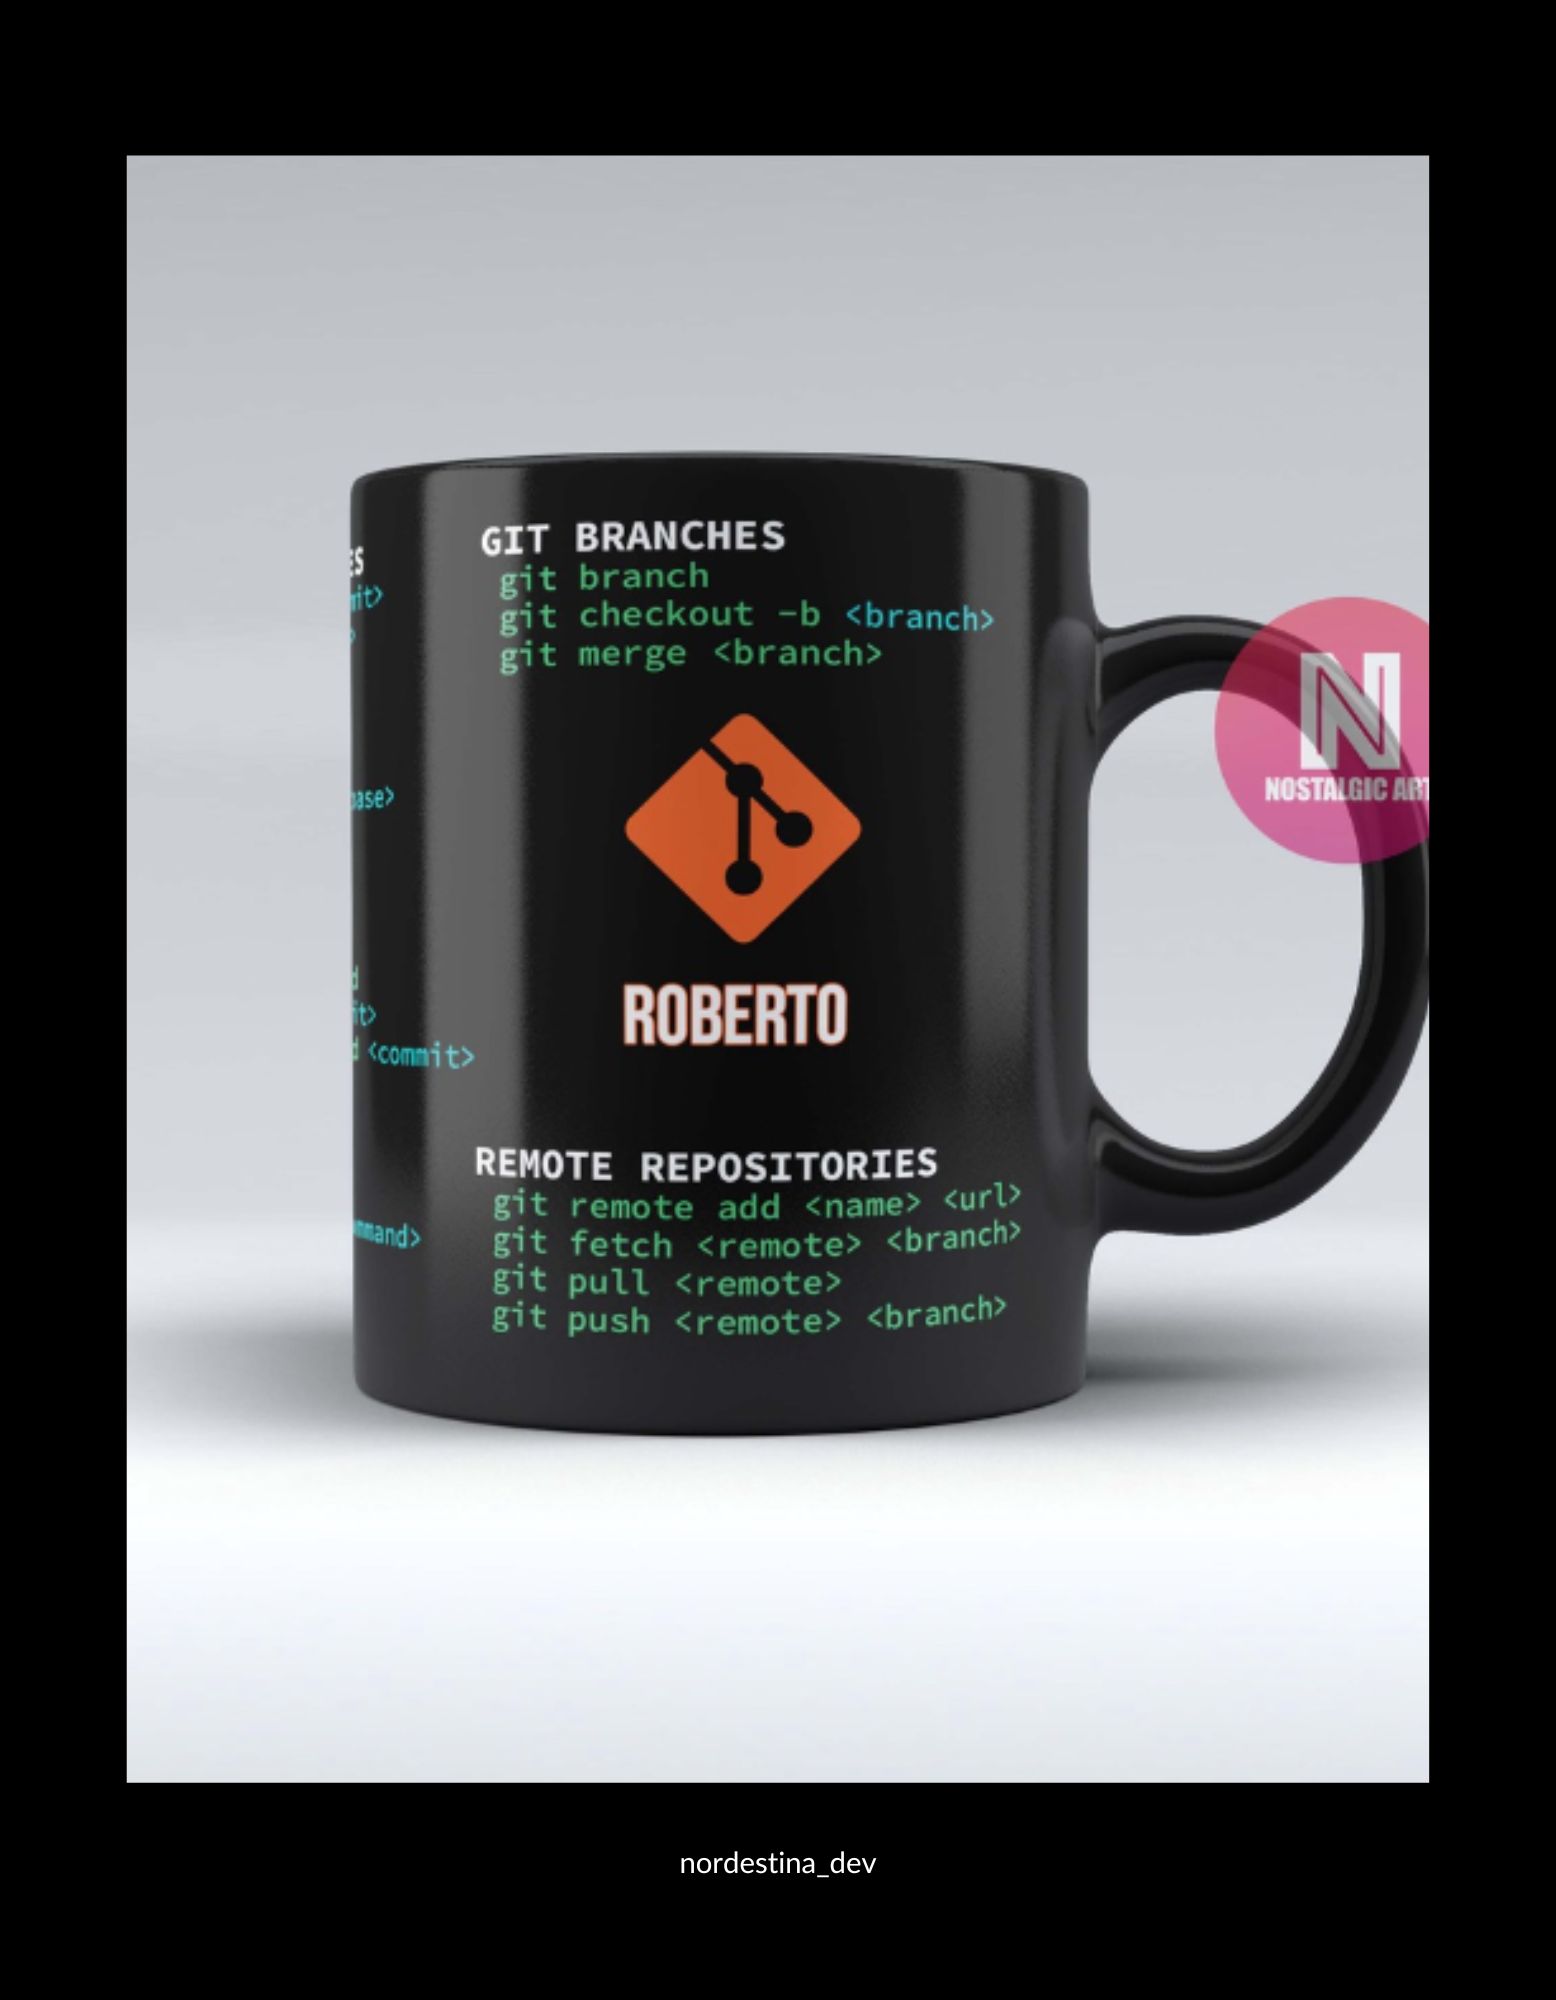 GIT BRANCHES
git branch
git checkout -b <branch>
git merge <branch>
ROBERTO
<commit>
REMOTE REPOSITORIES
git remote add <name> <url>
git fetch <remote> <branch>
git pull <remote>
git push <remote> <branch>
N
NOSTALGIC ART
nordestina_dev